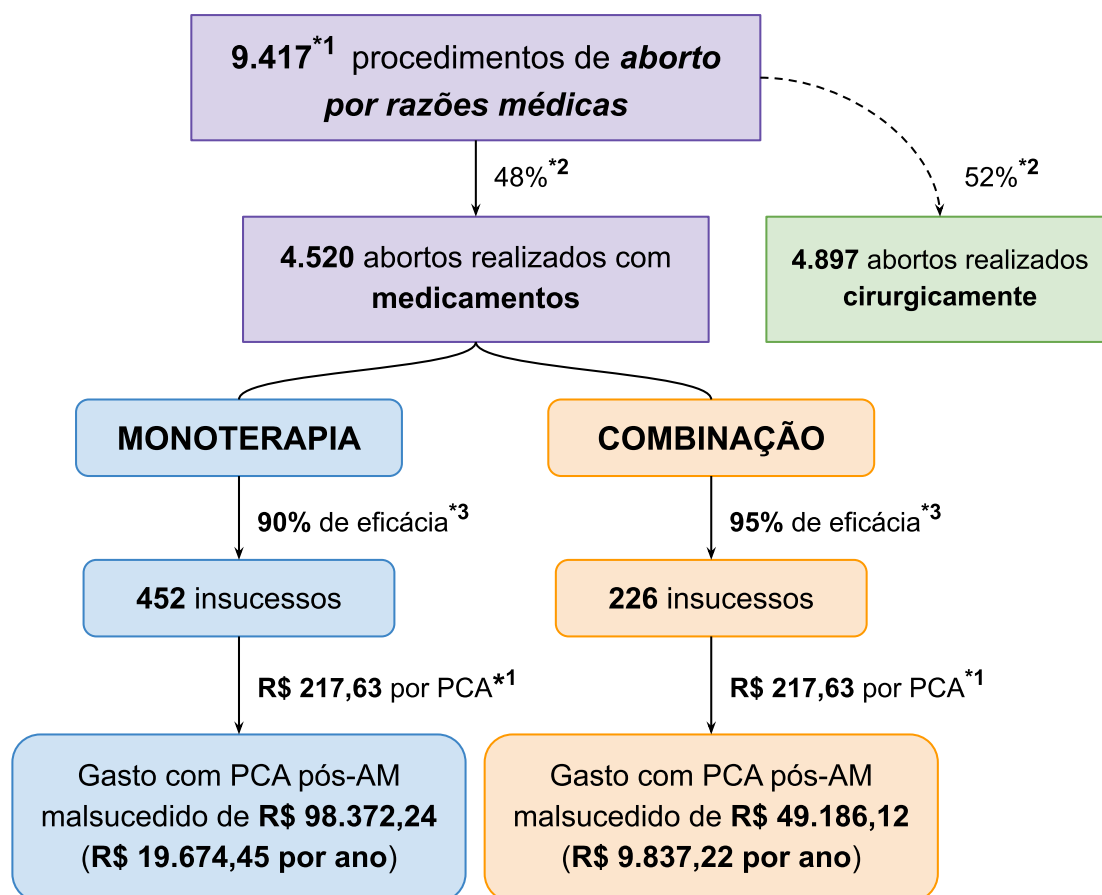 9.417*1 procedimentos de aborto
por razões médicas
48%*2
52%*2
4.520 abortos realizados com
medicamentos
4.897 abortos realizados
cirurgicamente
MONOTERAPIA
COMBINAÇÃO
90% de eficácia*3
95% de eficácia*3
452 insucessos
226 insucessos
R$ 217,63 por PCA*1
R$ 217,63 por PCA*1
Gasto com PCA pós-AM
malsucedido de R$ 98.372,24
(R$ 19.674,45 por ano)
Gasto com PCA pós-AM
malsucedido de R$ 49.186,12
(R$ 9.837,22 por ano)